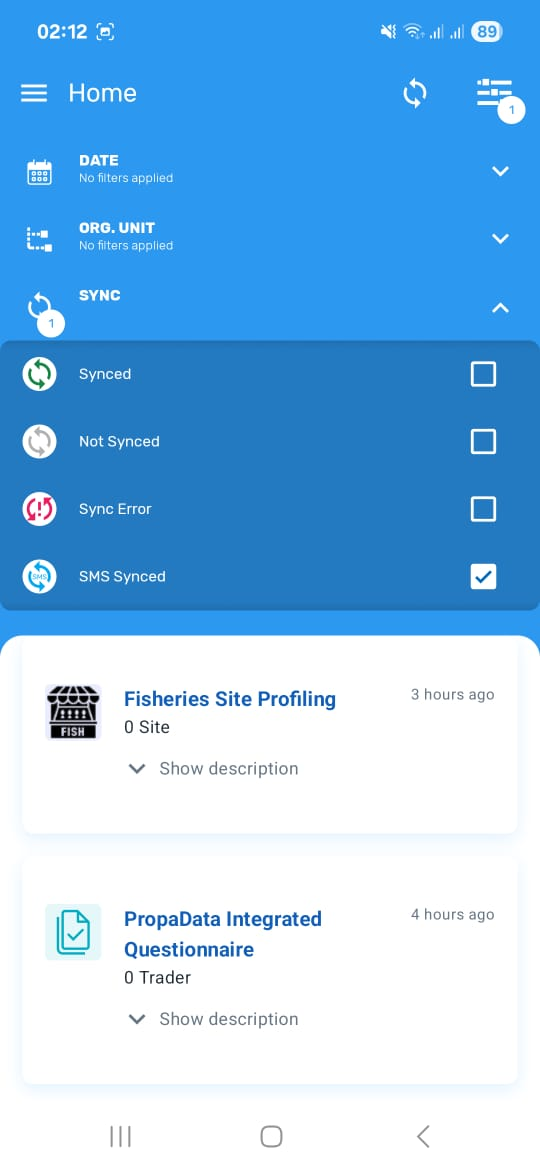 02:12
89
Home
1
DATE
No filters applied
ORG. UNIT
No filters applied
SYNC
1
Synced
Not Synced
Sync Error
SMS
SMS Synced
Fisheries Site Profiling
3 hours ago
FISH
0 Site
Show description
PropaData Integrated
Questionnaire
4 hours ago
0 Trader
Show description